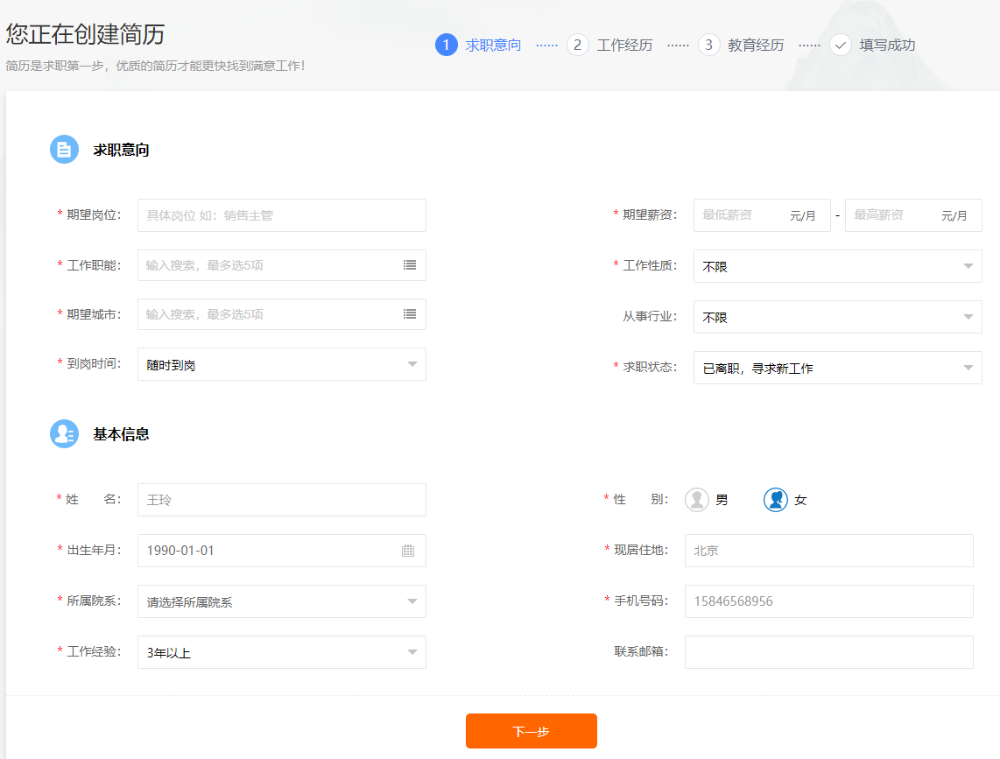 您正在创建简历
简历是求职第一步，优质的简历才能更快找到满意工作！
1 求职意向 ······ 2 工作经历 ······ 3 教育经历 ······ 填写成功
求职意向
* 期望岗位： 具体岗位 如：销售主管
* 期望薪资： 最低薪资 元/月 - 最高薪资 元/月
* 工作职能： 输入搜索，最多选5项
* 工作性质： 不限
* 期望城市： 输入搜索，最多选5项
从事行业： 不限
* 到岗时间： 随时到岗
* 求职状态： 已离职，寻求新工作
基本信息
* 姓 名： 王玲
* 性 别： 男 女
* 出生年月： 1990-01-01
* 现居住地： 北京
* 所属院系： 请选择所属院系
* 手机号码： 15846568956
* 工作经验： 3年以上
联系邮箱：
下一步